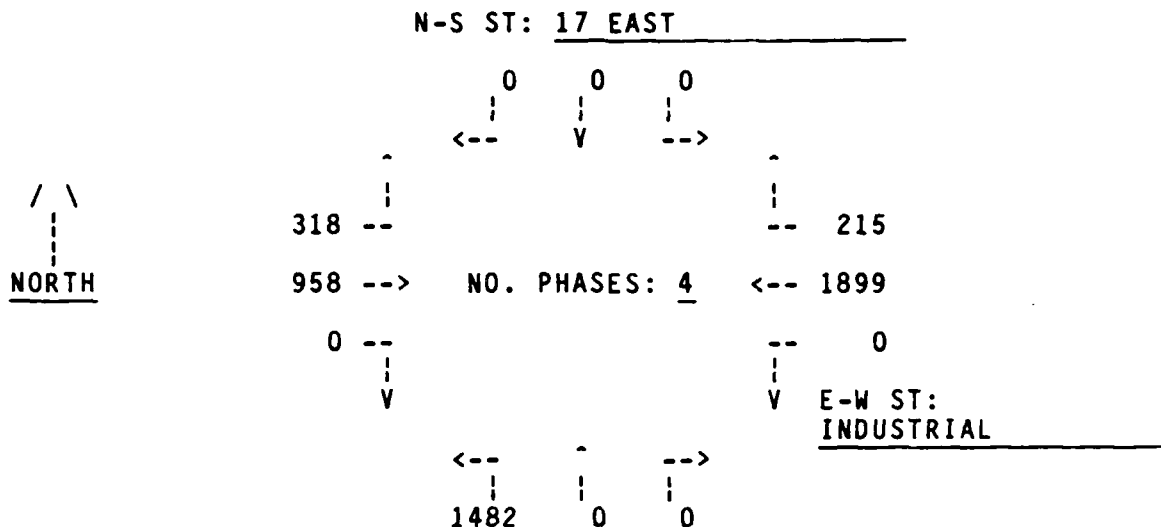 N-S ST: 17 EAST
0 0 0
<-- V -->
318 -- -- 215
NORTH 958 --> NO. PHASES: 4 <-- 1899
0 -- -- 0
V V E-W ST:
INDUSTRIAL
<-- ^ -->
1482 0 0